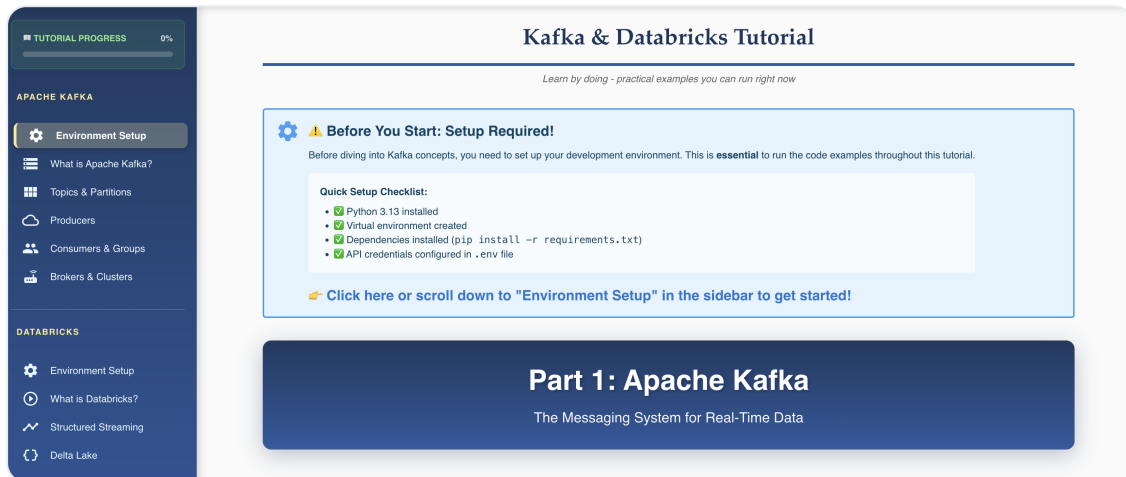 📖 TUTORIAL PROGRESS 0%
APACHE KAFKA
Environment Setup
What is Apache Kafka?
Topics & Partitions
Producers
Consumers & Groups
Brokers & Clusters
DATABRICKS
Environment Setup
What is Databricks?
Structured Streaming
Delta Lake
Kafka & Databricks Tutorial
Learn by doing - practical examples you can run right now
⚠️ Before You Start: Setup Required!
Before diving into Kafka concepts, you need to set up your development environment. This is essential to run the code examples throughout this tutorial.
Quick Setup Checklist:
• ✅ Python 3.13 installed
• ✅ Virtual environment created
• ✅ Dependencies installed (pip install -r requirements.txt)
• ✅ API credentials configured in .env file
👉 Click here or scroll down to "Environment Setup" in the sidebar to get started!
Part 1: Apache Kafka
The Messaging System for Real-Time Data